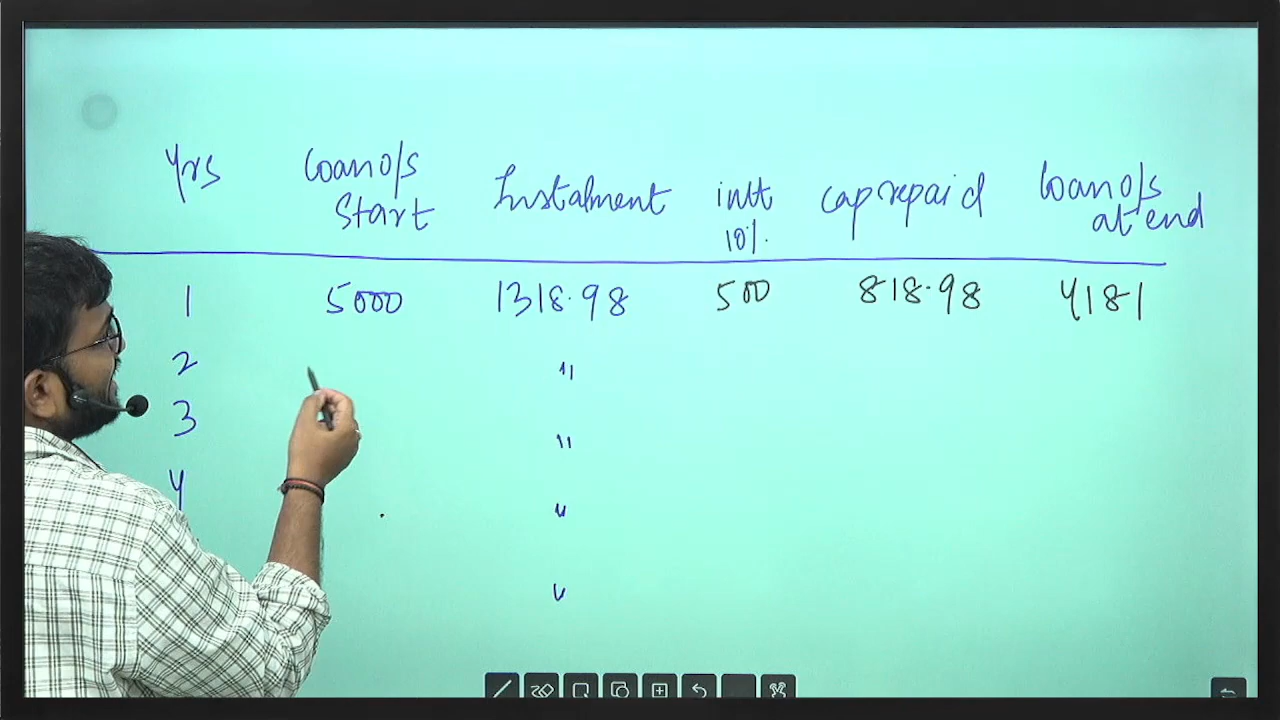 Yrs Loan o/s Start Instalment intt 10%. cap repaid Loan o/s at end
1 5000 1318.98 500 818.98 4181
2 "
3 "
4 "
"